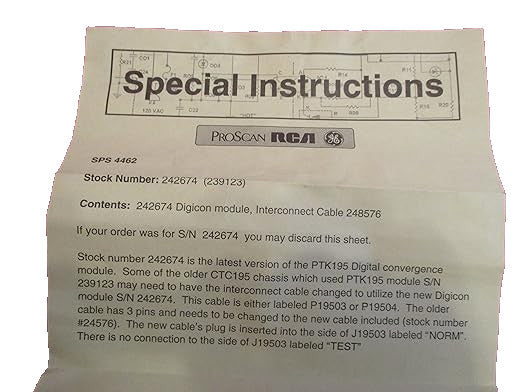 Special Instructions
PROSCAN RCA GE
SPS 4462
Stock Number: 242674 (239123)
Contents: 242674 Digicon module, Interconnect Cable 248576
If your order was for S/N 242674 you may discard this sheet.
Stock number 242674 is the latest version of the PTK195 Digital convergence
module. Some of the older CTC195 chassis which used PTK195 module S/N
239123 may need to have the interconnect cable changed to utilize the new Digicon
module S/N 242674. This cable is either labeled P19503 or P19504. The older
cable has 3 pins and needs to be changed to the new cable included (stock number
#24576). The new cable's plug is inserted into the side of J19503 labeled "NORM".
There is no connection to the side of J19503 labeled "TEST"